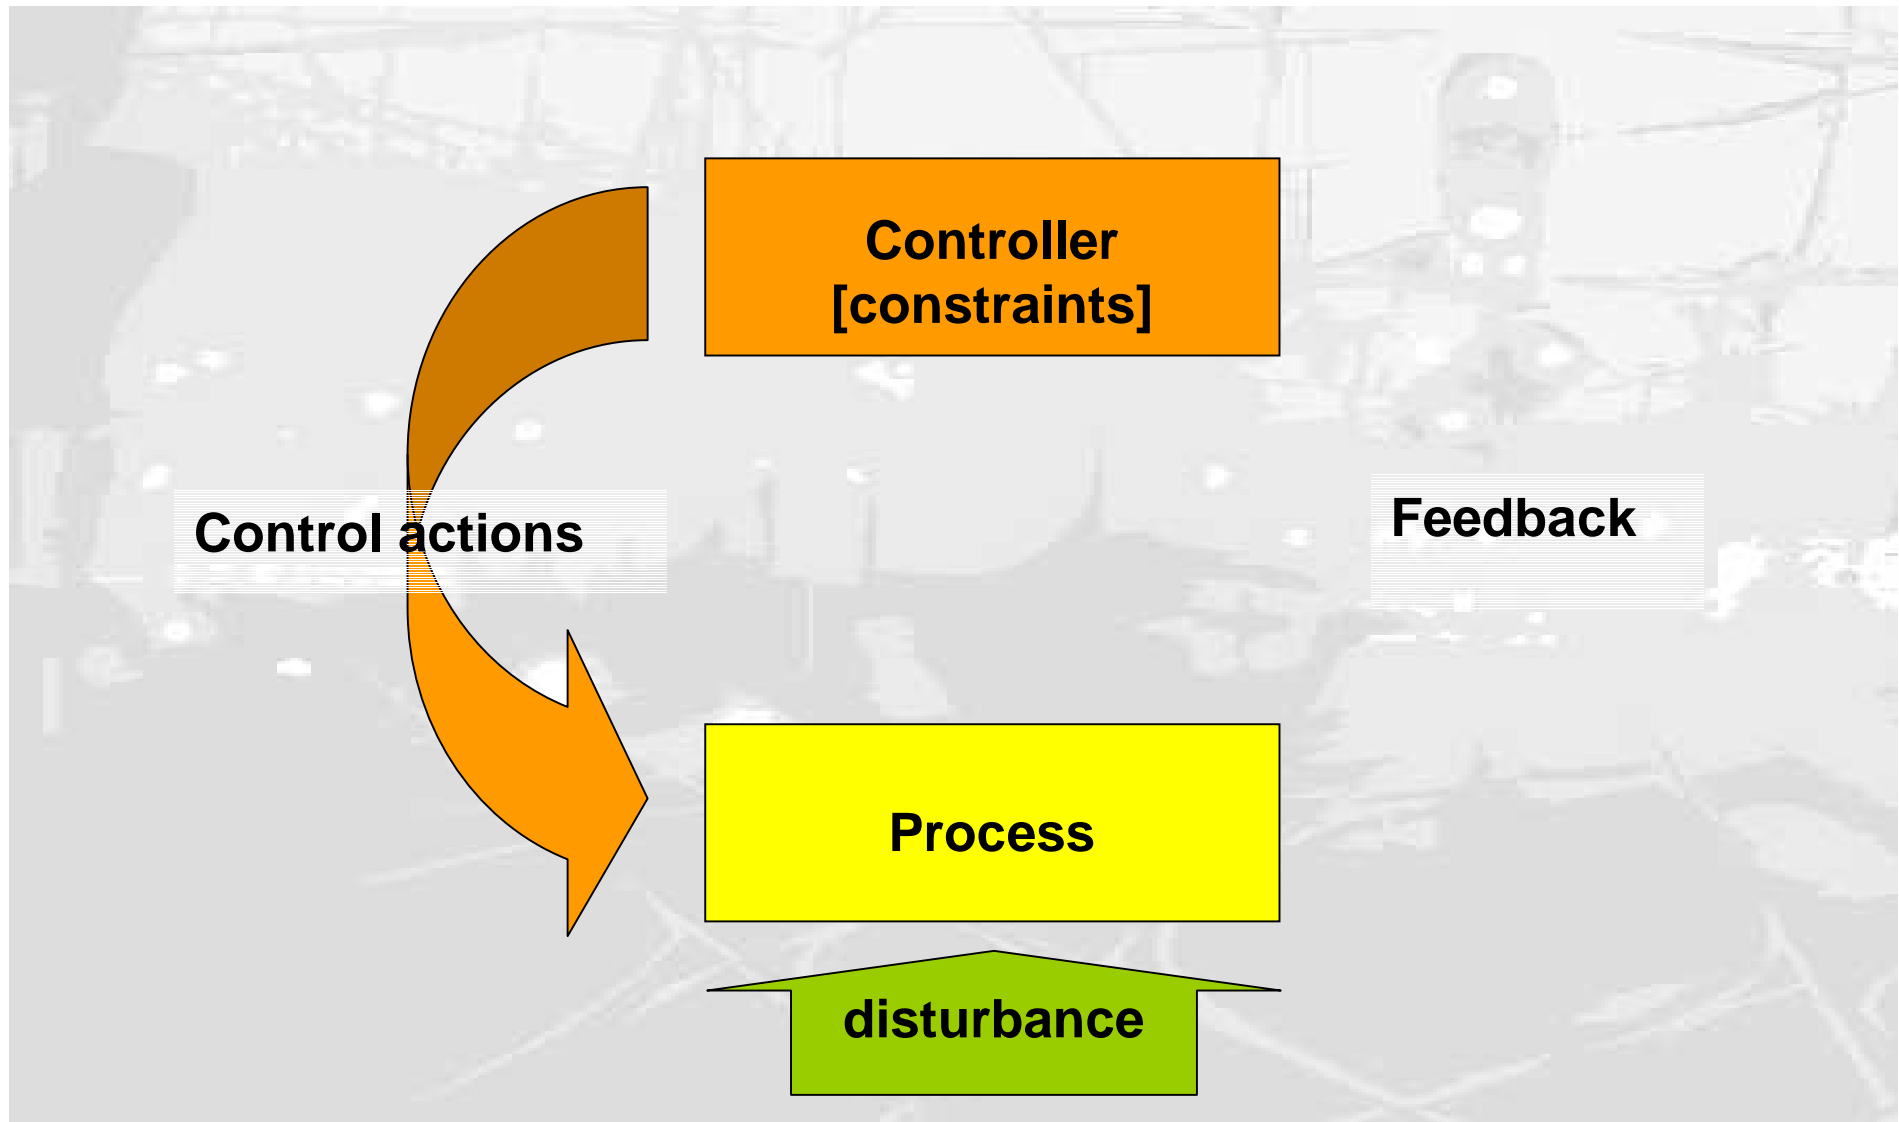 Controller
[constraints]
Control actions
Feedback
Process
disturbance